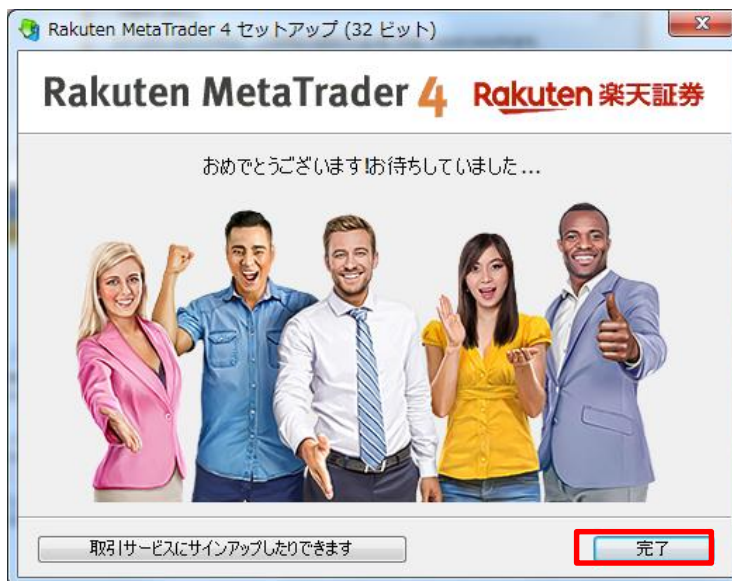 Rakuten MetaTrader 4 セットアップ (32 ビット)
Rakuten MetaTrader 4 Rakuten 楽天証券
おめでとうございます!お待ちしていました...
取引サービスにサインアップしたりできます
完了